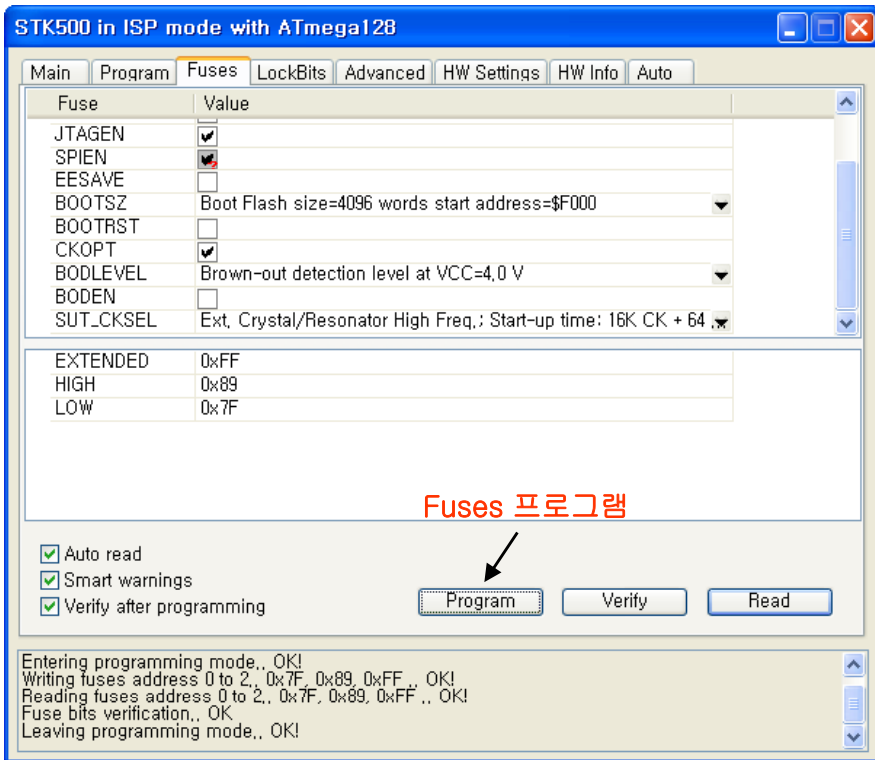 STK500 in ISP mode with ATmega128
Main Program Fuses LockBits Advanced HW Settings HW Info Auto
Fuse Value
JTAGEN
SPIEN
EESAVE
BOOTSZ Boot Flash size=4096 words start address=$F000
BOOTRST
CKOPT
BODLEVEL Brown-out detection level at VCC=4.0 V
BODEN
SUT_CKSEL Ext. Crystal/Resonator High Freq.; Start-up time: 16K CK + 64
EXTENDED 0xFF
HIGH 0x89
LOW 0x7F
Fuses 프로그램
Auto read
Smart warnings
Verify after programming
Program Verify Read
Entering programming mode.. OK!
Writing fuses address 0 to 2.. 0x7F, 0x89, 0xFF .. OK!
Reading fuses address 0 to 2.. 0x7F, 0x89, 0xFF .. OK!
Fuse bits verification.. OK
Leaving programming mode.. OK!